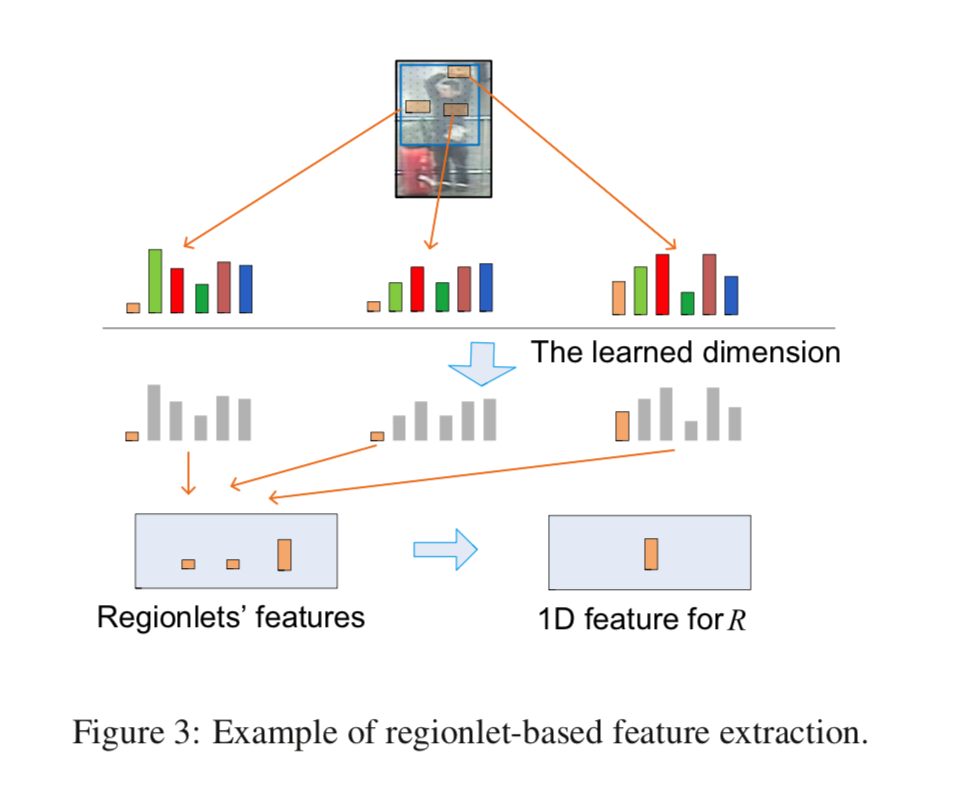 The learned dimension
Regionlets' features
1D feature for R
Figure 3: Example of regionlet-based feature extraction.